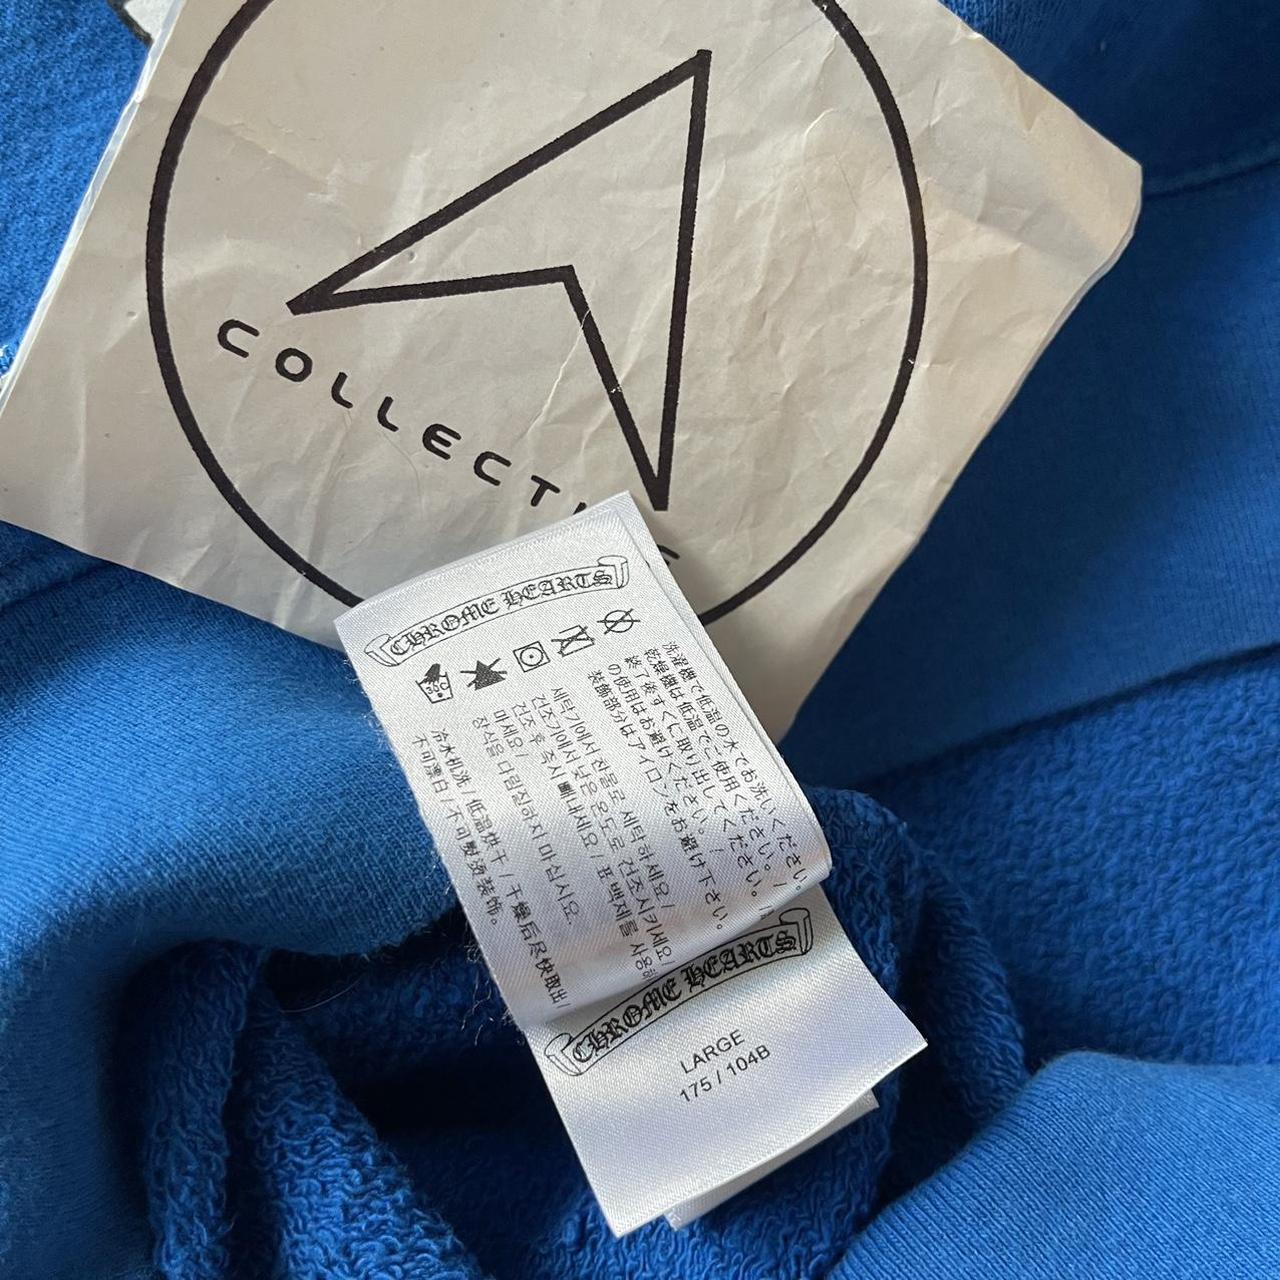 COLLECTI
CHROME HEARTS
洗濯機で低温の水でお洗いください。/
乾燥機は低温でご使用ください。/
終了後すぐに取り出してください。
の使用はお避けください。/
装飾部分はアイロンをお避け下さい。
세탁기에서 찬물로 세탁하세요/
건조기에서 낮은 온도로 건조시키세요/
건조 후 즉시 빼내세요 / 표백제를 사용하
마세요 /
장식을 다림질하지 마십시오.
冷水机洗 / 低温烘干 / 干燥后尽快取出/
不可漂白 / 不可熨烫装饰。
CHROME HEARTS
LARGE
175 / 104B